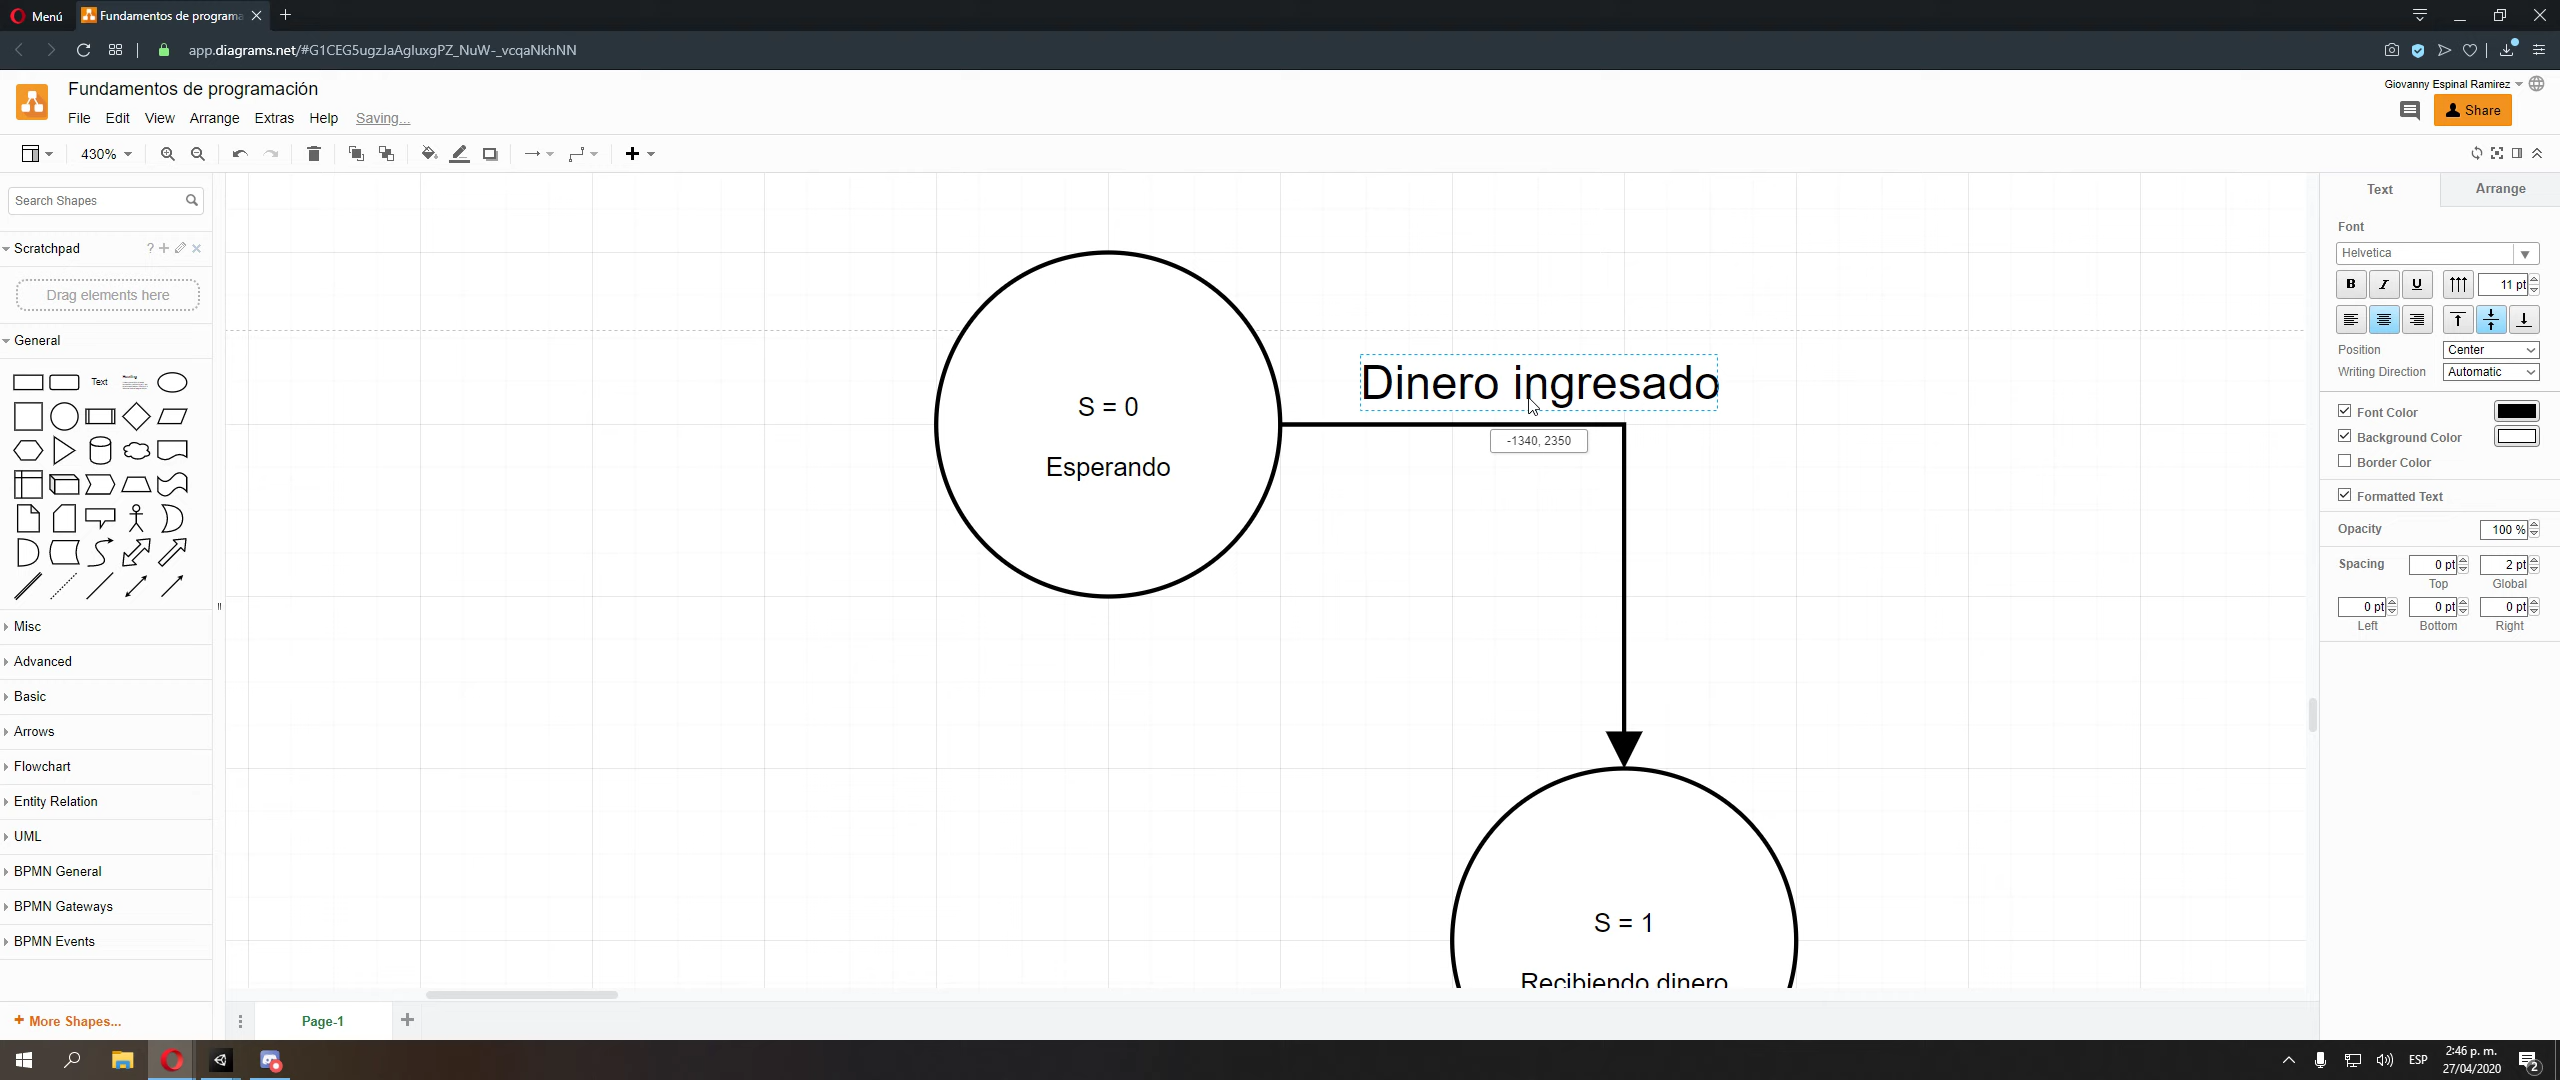 Menú
Fundamentos de programa
app.diagrams.net/#G1CEG5ugzJaAgluxgPZ_NuW-_vcqaNkhNN
Fundamentos de programación
Giovanny Espinal Ramirez
File Edit View Arrange Extras Help Saving...
Share
430%
Search Shapes
Scratchpad
?
Drag elements here
General
Text
Heading
Misc
Advanced
Basic
Arrows
Flowchart
Entity Relation
UML
BPMN General
BPMN Gateways
BPMN Events
+ More Shapes...
S = 0
Esperando
Dinero ingresado
-1340, 2350
S = 1
Recibiendo dinero
Page-1
Text Arrange
Font
Helvetica
B I U 11 pt
Position Center
Writing Direction Automatic
Font Color
Background Color
Border Color
Formatted Text
Opacity 100 %
Spacing 0 pt 2 pt
Top Global
0 pt 0 pt 0 pt
Left Bottom Right
ESP
2:46 p. m.
27/04/2020
2